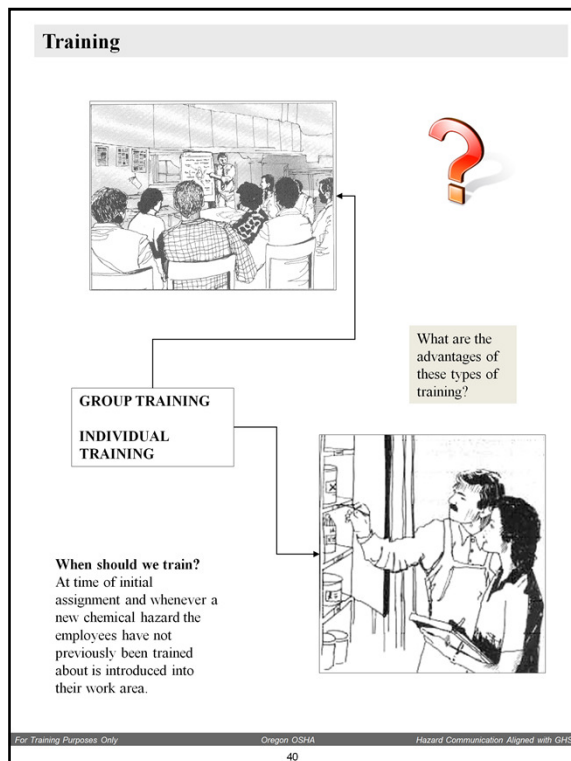 Training
?
What are the
advantages of
these types of
training?
GROUP TRAINING
INDIVIDUAL
TRAINING
When should we train?
At time of initial
assignment and whenever a
new chemical hazard the
employees have not
previously been trained
about is introduced into
their work area.
For Training Purposes Only
Oregon OSHA
Hazard Communication Aligned with GHS
40